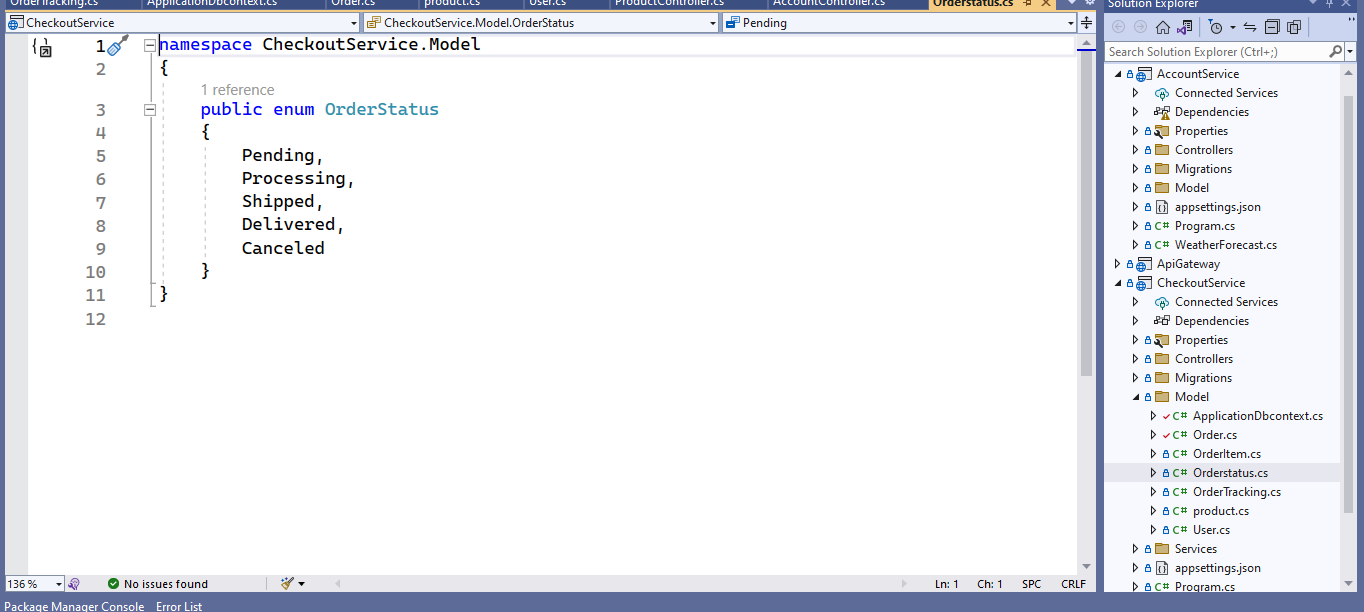 OrderTracking.cs ApplicationDbcontext.cs Order.cs product.cs User.cs ProductController.cs AccountController.cs Orderstatus.cs
Solution Explorer
CheckoutService CheckoutService.Model.OrderStatus Pending
Search Solution Explorer (Ctrl+;)
1 namespace CheckoutService.Model
2 {
1 reference
3 public enum OrderStatus
4 {
5 Pending,
6 Processing,
7 Shipped,
8 Delivered,
9 Canceled
10 }
11 }
12
AccountService
Connected Services
Dependencies
Properties
Controllers
Migrations
Model
appsettings.json
C# Program.cs
C# WeatherForecast.cs
ApiGateway
CheckoutService
Connected Services
Dependencies
Properties
Controllers
Migrations
Model
C# ApplicationDbcontext.cs
C# Order.cs
C# OrderItem.cs
C# Orderstatus.cs
C# OrderTracking.cs
C# product.cs
C# User.cs
Services
appsettings.json
C# Program.cs
136 % No issues found Ln: 1 Ch: 1 SPC CRLF
Package Manager Console Error List